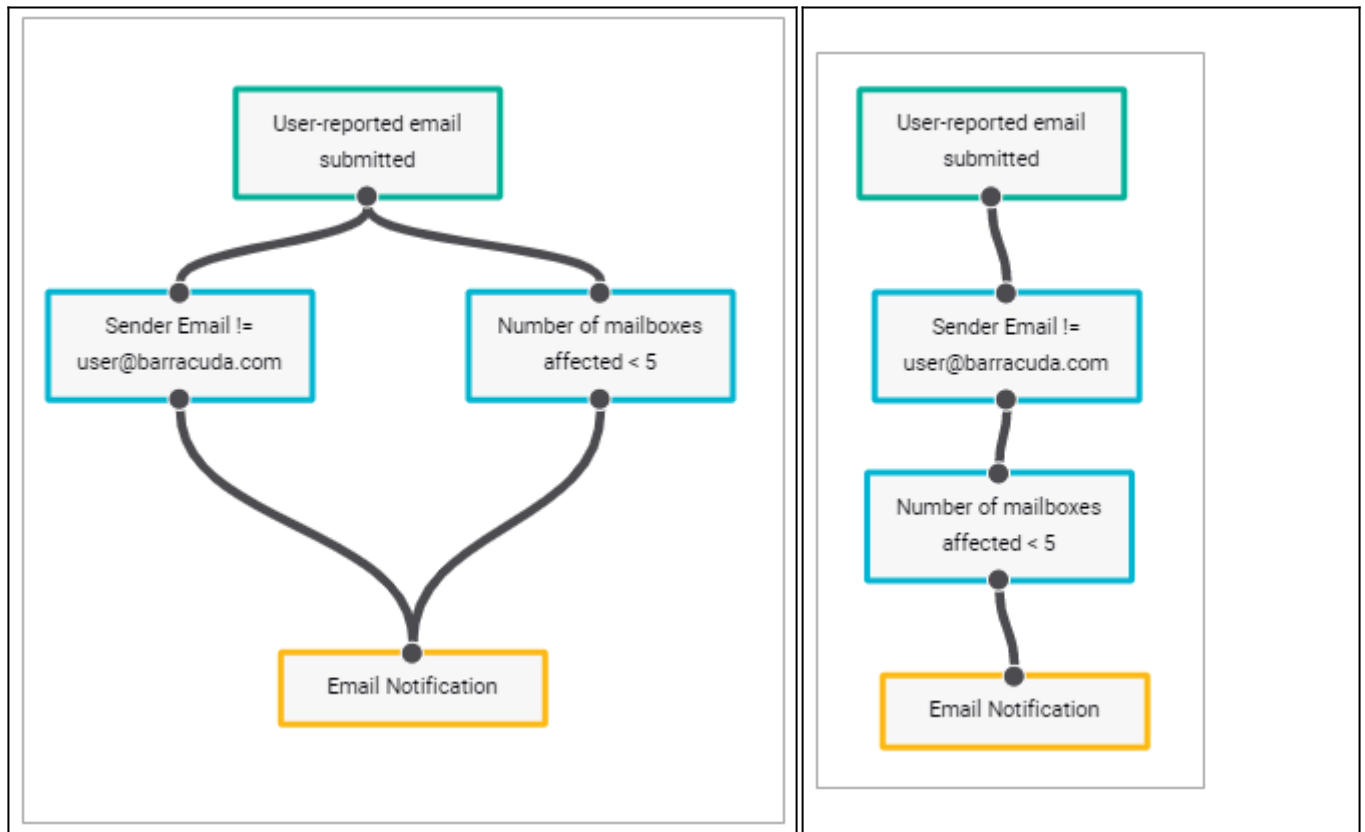 User-reported email
submitted
Sender Email !=
user@barracuda.com
Number of mailboxes
affected < 5
Email Notification
User-reported email
submitted
Sender Email !=
user@barracuda.com
Number of mailboxes
affected < 5
Email Notification